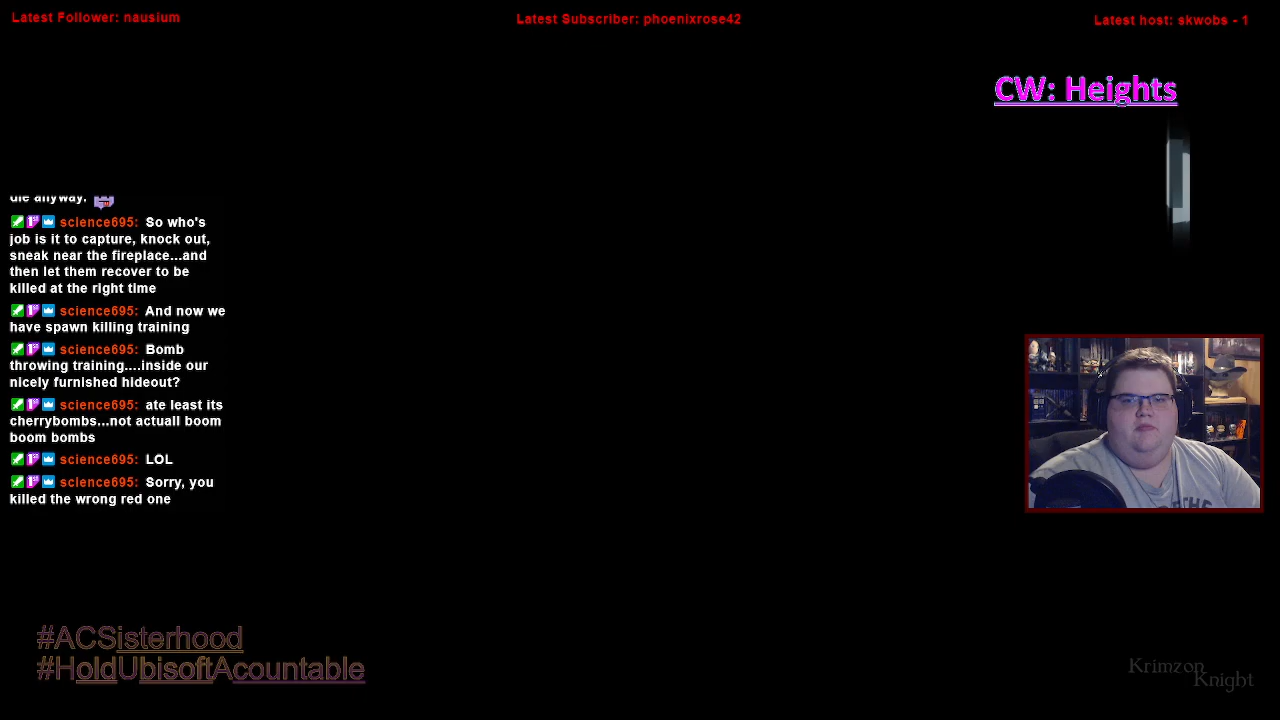 Latest Follower: nausium
Latest Subscriber: phoenixrose42
Latest host: skwobs - 1
CW: Heights
die anyway.
science695: So who's
job is it to capture, knock out,
sneak near the fireplace...and
then let them recover to be
killed at the right time
science695: And now we
have spawn killing training
science695: Bomb
throwing training....inside our
nicely furnished hideout?
science695: ate least its
cherrybombs...not actuall boom
boom bombs
science695: LOL
science695: Sorry, you
killed the wrong red one
#ACSisterhood
#HoldUbisoftAcountable
Krimzon
Knight